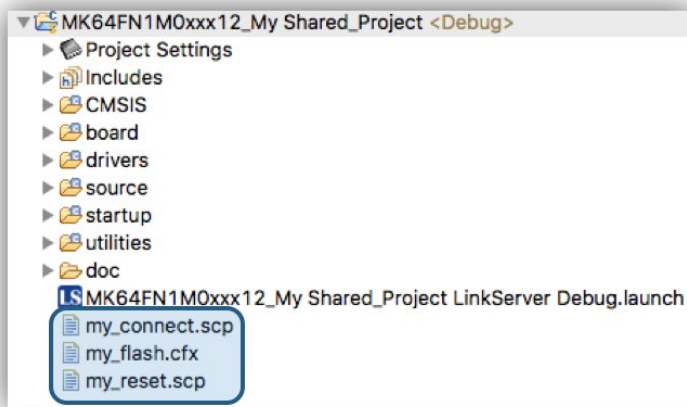 MK64FN1M0xxx12_My Shared_Project <Debug>
Project Settings
Includes
CMSIS
board
drivers
source
startup
utilities
doc
LS MK64FN1M0xxx12_My Shared_Project LinkServer Debug.launch
my_connect.scp
my_flash.cfx
my_reset.scp